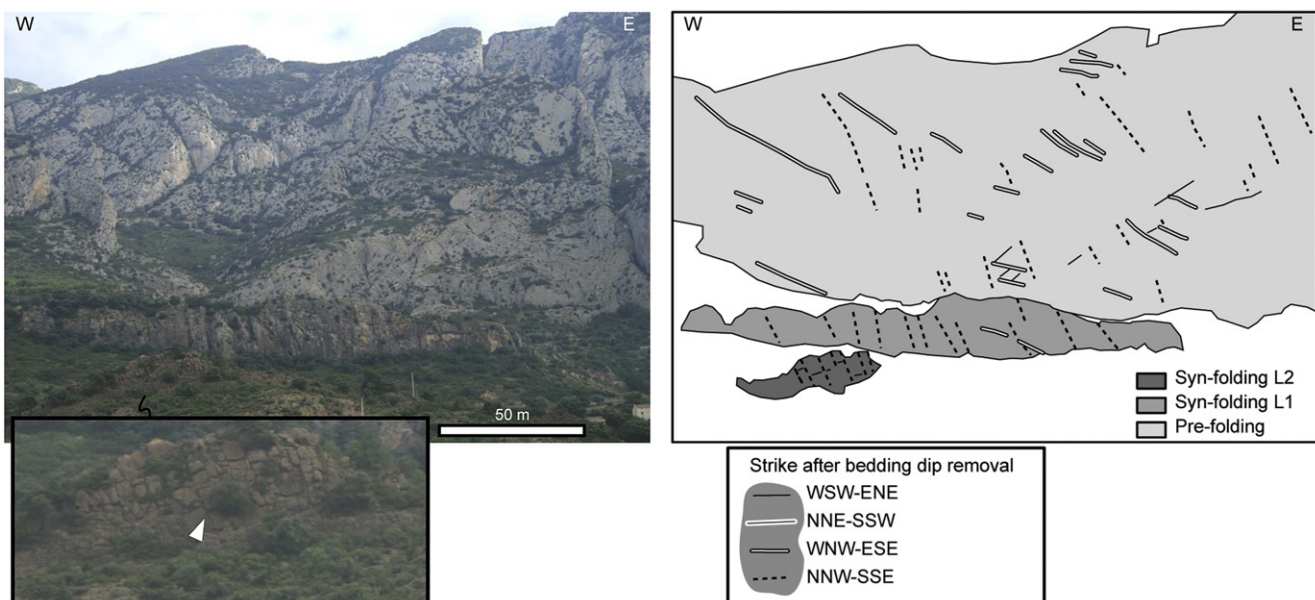 W
E
50 m
W
E
Syn-folding L2
Syn-folding L1
Pre-folding
Strike after bedding dip removal
WSW-ENE
NNE-SSW
WNW-ESE
NNW-SSE